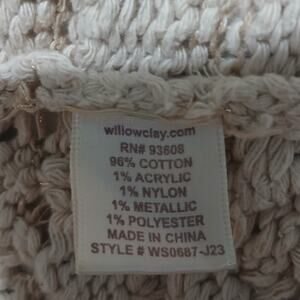 willowclay.com
RN# 93608
96% COTTON
1% ACRYLIC
1% NYLON
1% METALLIC
1% POLYESTER
MADE IN CHINA
STYLE # WS0687-J23